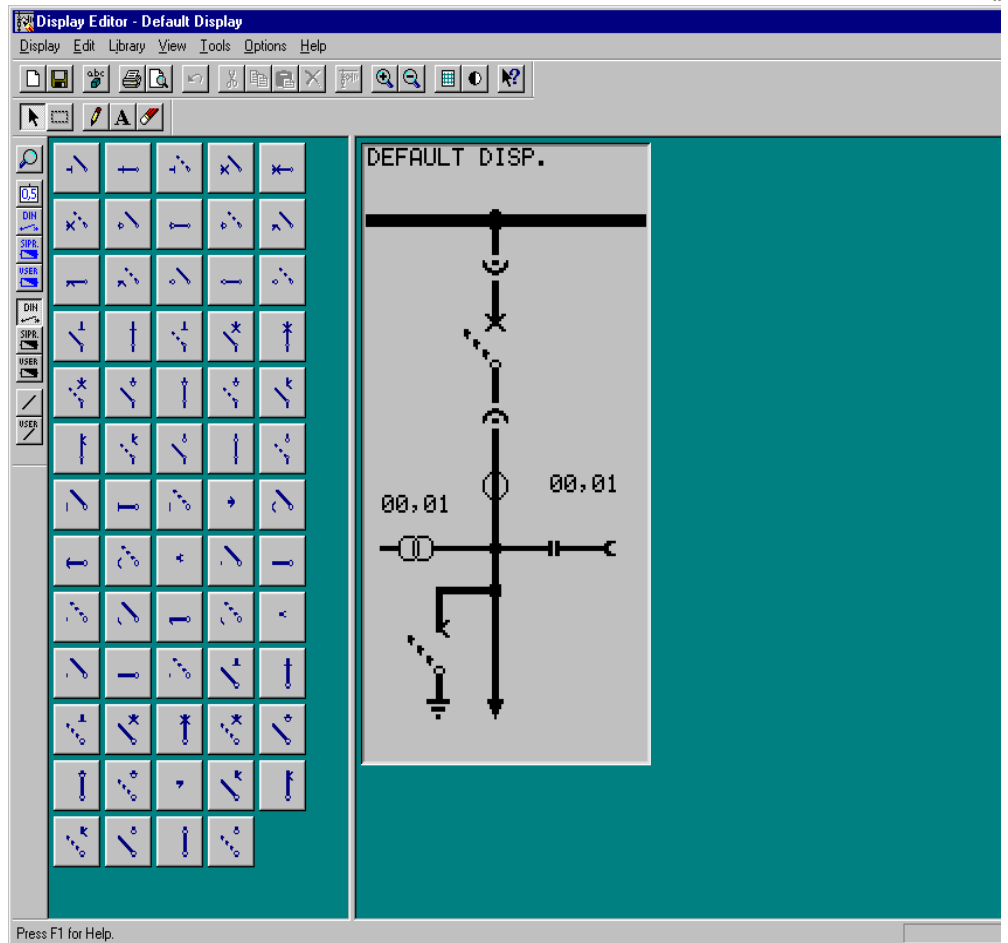 Display Editor - Default Display
Display Edit Library View Tools Options Help
abc
A
0,5
DIN
SIPR.
USER
DIN
SIPR.
USER
USER
DEFAULT DISP.
00,01
00,01
Press F1 for Help.